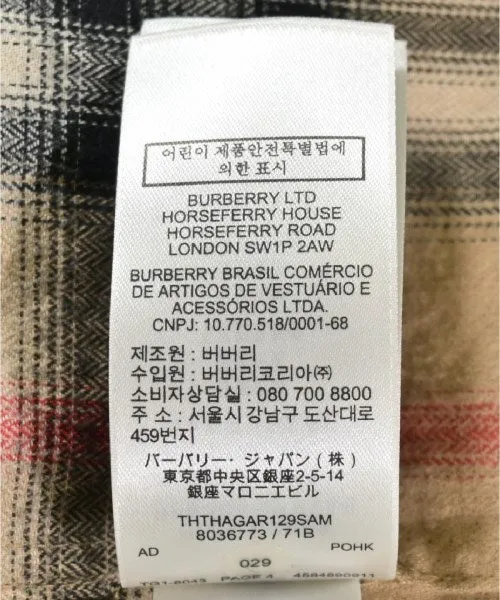 어린이 제품안전특별법에
의한 표시
BURBERRY LTD
HORSEFERRY HOUSE
HORSEFERRY ROAD
LONDON SW1P 2AW
BURBERRY BRASIL COMÉRCIO
DE ARTIGOS DE VESTUÁRIO E
ACESSÓRIOS LTDA.
CNPJ: 10.770.518/0001-68
제조원 : 버버리
수입원 : 버버리코리아㈜
소비자상담실 : 080 700 8800
주 소 : 서울시강남구 도산대로
459번지
バーバリー・ジャパン ( 株 )
東京都中央区銀座2-5-14
銀座マロニエビル
THTHAGAR129SAM
8036773 / 71B
AD POHK
029
PAGE 4